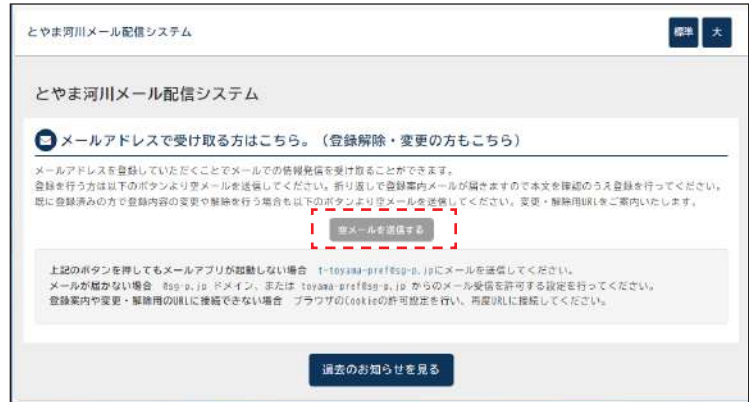 とやま河川メール配信システム
標準 大
とやま河川メール配信システム
メールアドレスで受け取る方はこちら。（登録解除・変更の方もこちら）
メールアドレスを登録していただくことでメールでの情報発信を受け取ることができます。
登録を行う方は以下のボタンより空メールを送信してください。折り返しで登録案内メールが届きますので本文を確認のうえ登録を行ってください。
既に登録済みの方で登録内容の変更や解除を行う場合も以下のボタンより空メールを送信してください。変更・解除用URLをご案内いたします。
空メールを送信する
上記のボタンを押してもメールアプリが起動しない場合 t-toyama-pref@sg-p.jpにメールを送信してください。
メールが届かない場合 @sg-p.jp ドメイン、または toyama-pref@sg-p.jp からのメール受信を許可する設定を行ってください。
登録案内や変更・解除用のURLに接続できない場合 ブラウザのCookieの許可設定を行い、再度URLに接続してください。
過去のお知らせを見る